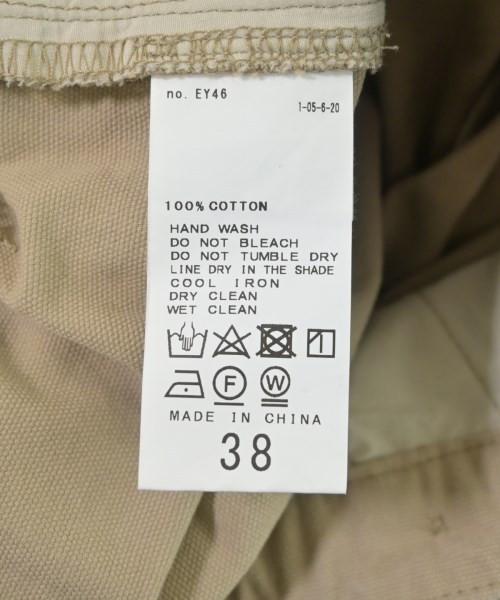 no. EY46
1-05-6-20
100% COTTON
HAND WASH
DO NOT BLEACH
DO NOT TUMBLE DRY
LINE DRY IN THE SHADE
COOL IRON
DRY CLEAN
WET CLEAN
F
W
MADE IN CHINA
38